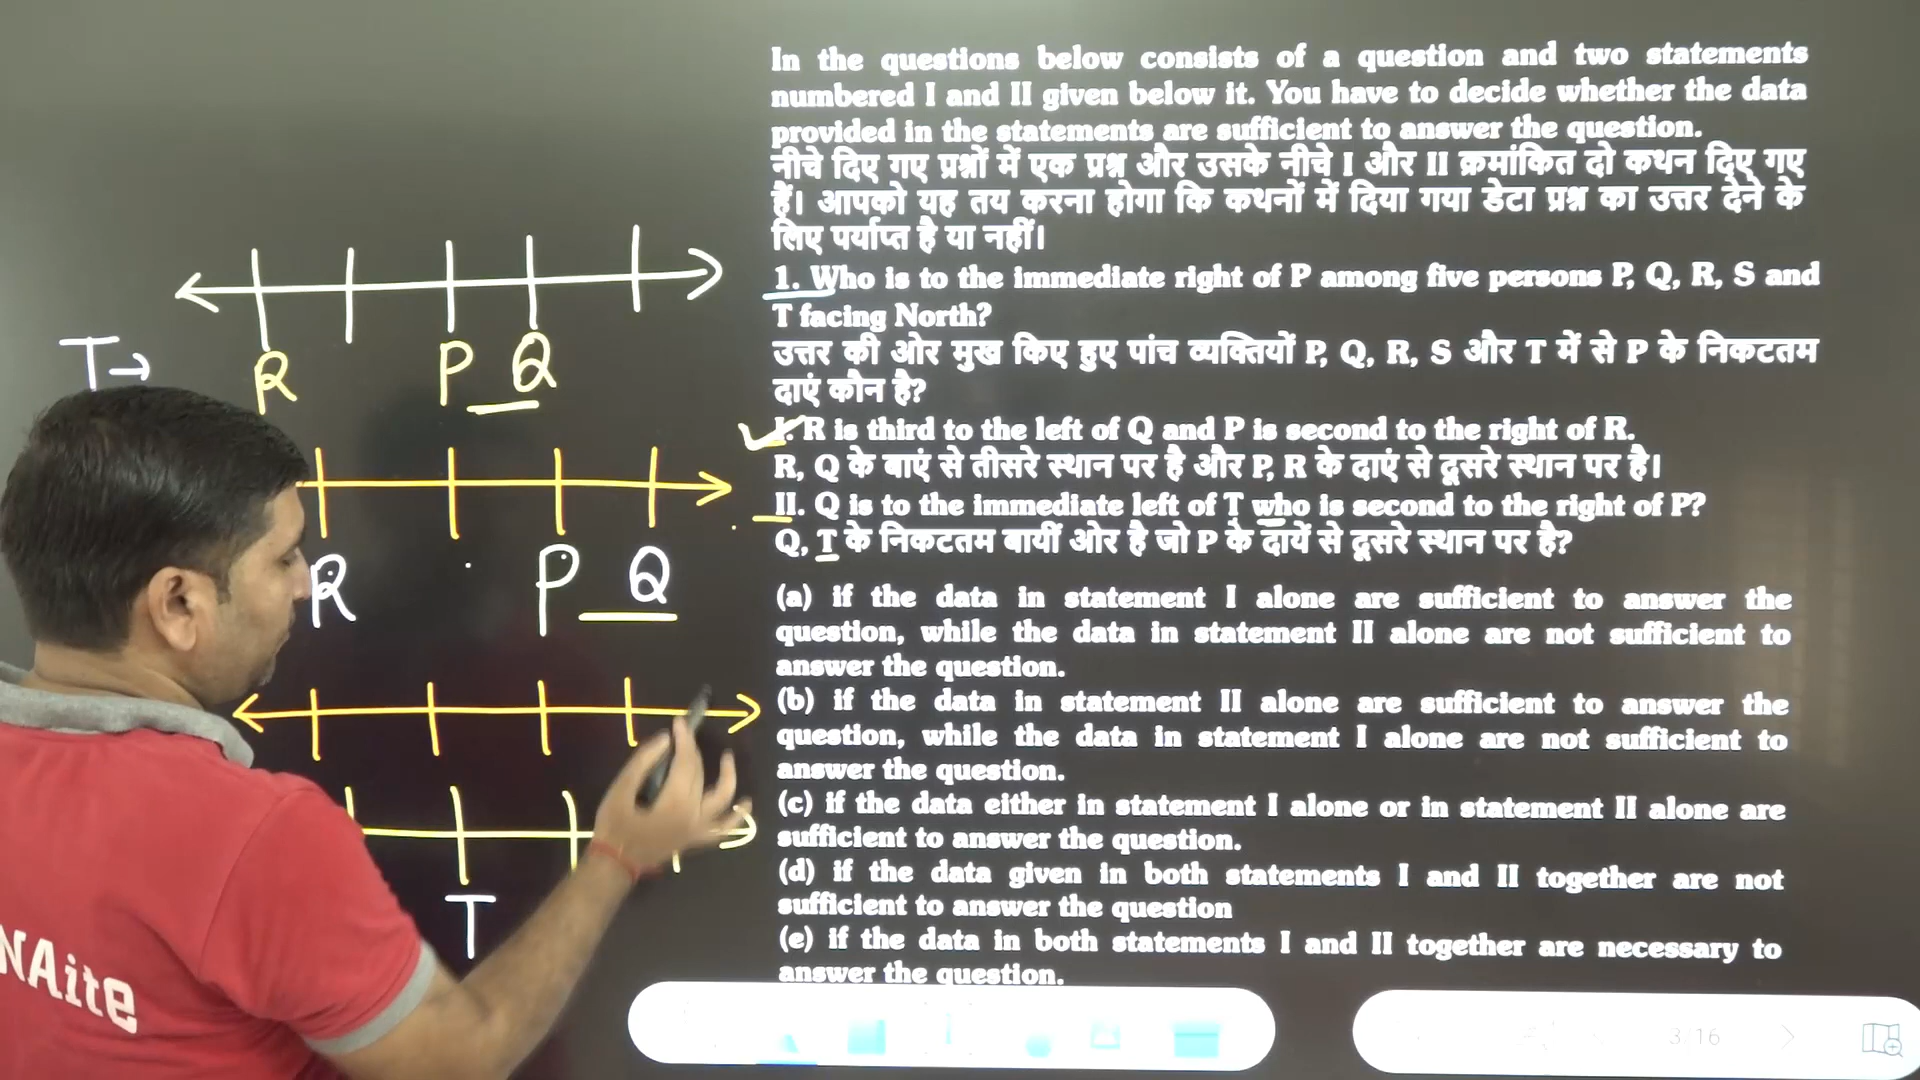 In the questions below consists of a question and two statements
numbered I and II given below it. You have to decide whether the data
provided in the statements are sufficient to answer the question.
नीचे दिए गए प्रश्नों में एक प्रश्न और उसके नीचे I और II क्रमांकित दो कथन दिए गए
हैं। आपको यह तय करना होगा कि कथनों में दिया गया डेटा प्रश्न का उत्तर देने के
लिए पर्याप्त है या नहीं।
1. Who is to the immediate right of P among five persons P, Q, R, S and
T facing North?
उत्तर की ओर मुख किए हुए पांच व्यक्तियों P, Q, R, S और T में से P के निकटतम
दाएं कौन है?
I. R is third to the left of Q and P is second to the right of R.
R, Q के बाएं से तीसरे स्थान पर है और P, R के दाएं से दूसरे स्थान पर है।
II. Q is to the immediate left of T who is second to the right of P?
Q, T के निकटतम बायीं ओर है जो P के दायें से दूसरे स्थान पर है?
(a) if the data in statement I alone are sufficient to answer the
question, while the data in statement II alone are not sufficient to
answer the question.
(b) if the data in statement II alone are sufficient to answer the
question, while the data in statement I alone are not sufficient to
answer the question.
(c) if the data either in statement I alone or in statement II alone are
sufficient to answer the question.
(d) if the data given in both statements I and II together are not
sufficient to answer the question
(e) if the data in both statements I and II together are necessary to
answer the question.
T→
R P Q
R P Q
T
NAite
3/16